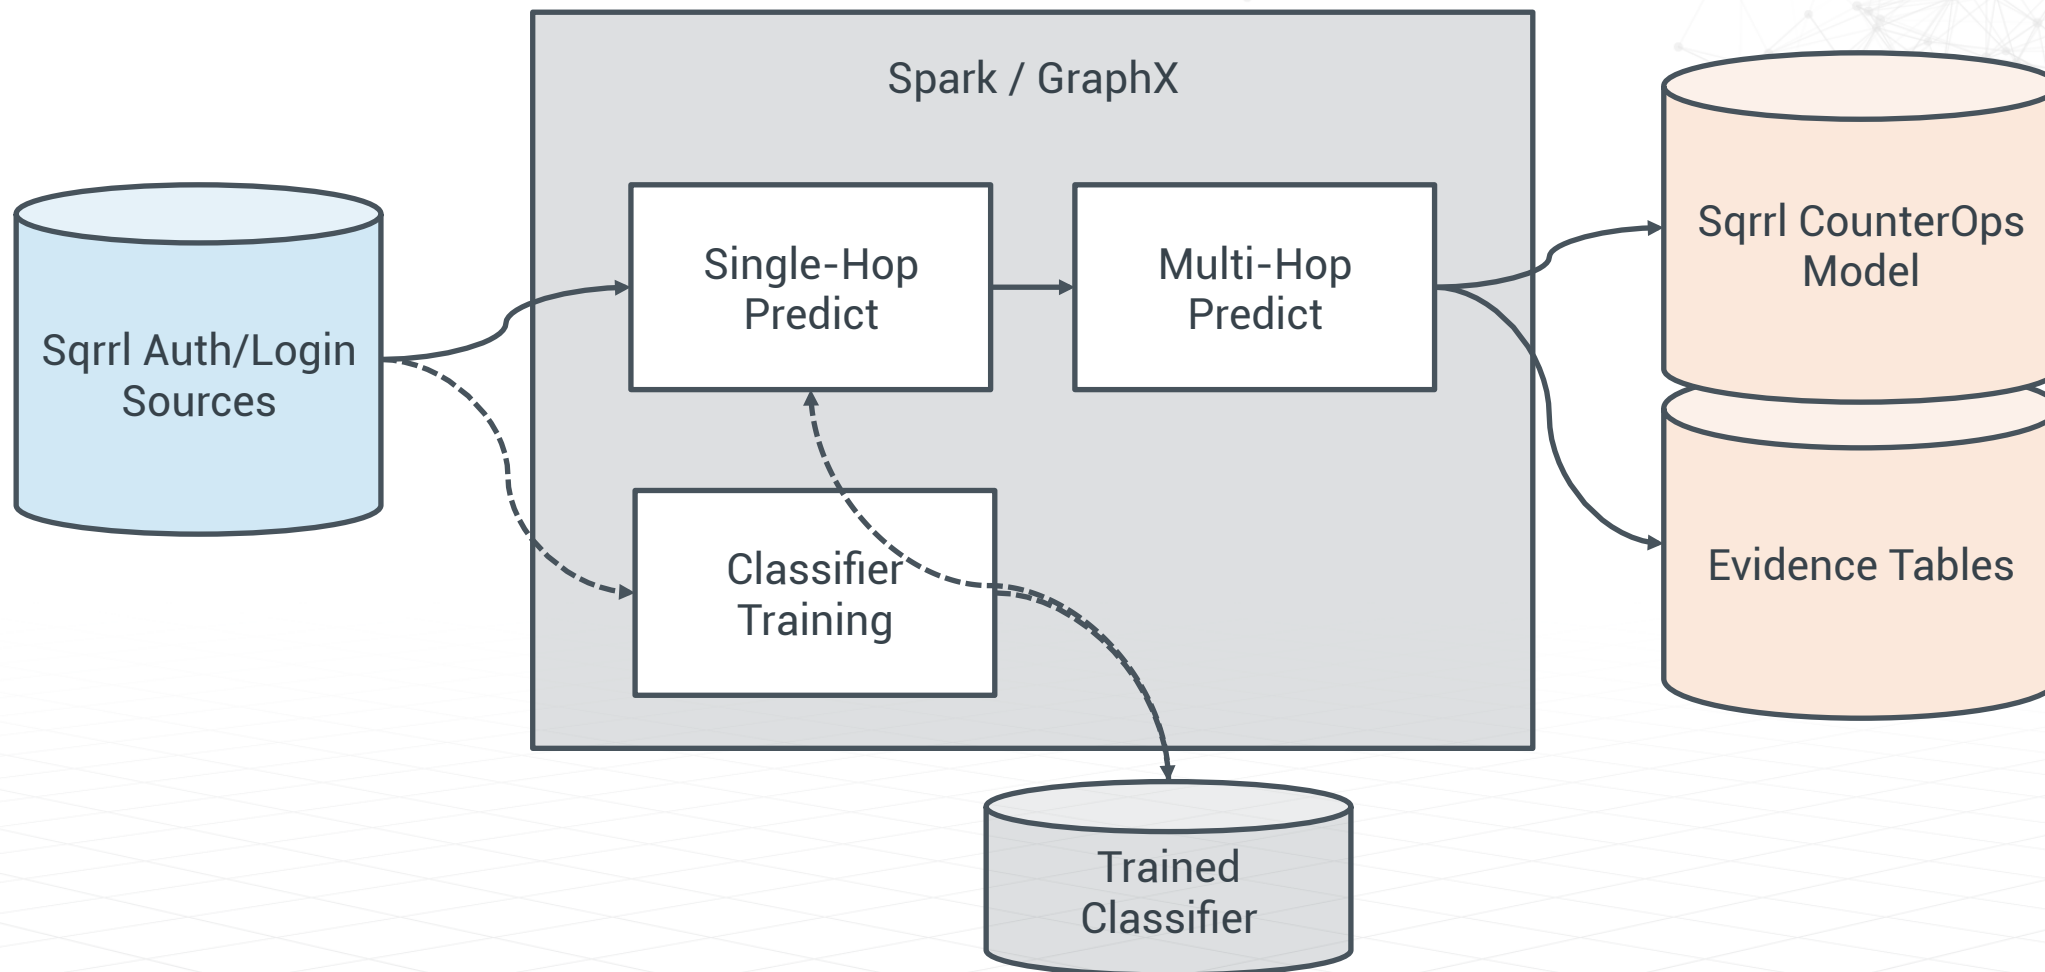 Spark / GraphX
Sqrrl Auth/Login
Sources
Single-Hop
Predict
Multi-Hop
Predict
Classifier
Training
Sqrrl CounterOps
Model
Evidence Tables
Trained
Classifier